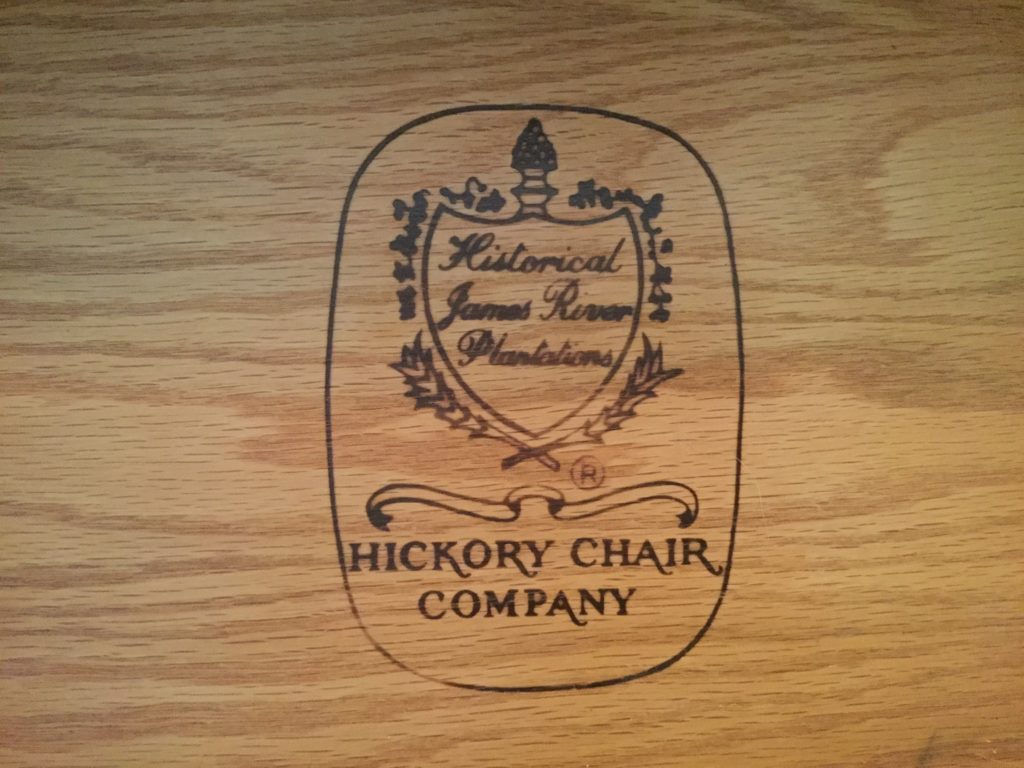 Historical
James River
Plantations
®
HICKORY CHAIR
COMPANY